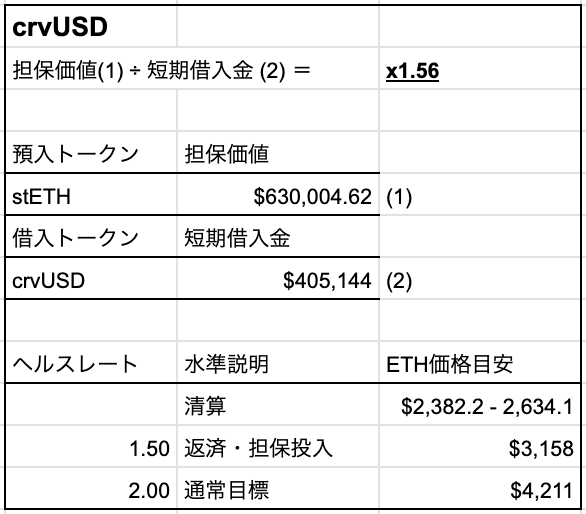 crvUSD
担保価値(1) ÷ 短期借入金 (2) ＝ x1.56
預入トークン 担保価値
stETH $630,004.62 (1)
借入トークン 短期借入金
crvUSD $405,144 (2)
ヘルスレート 水準説明 ETH価格目安
清算 $2,382.2 - 2,634.1
1.50 返済・担保投入 $3,158
2.00 通常目標 $4,211